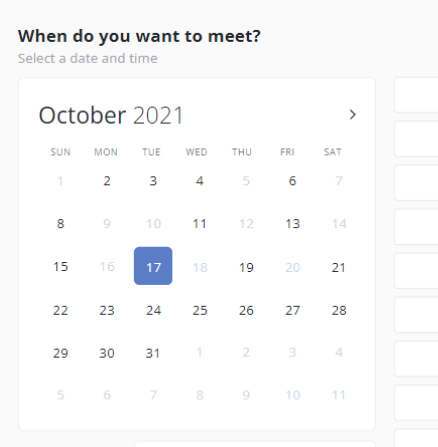 When do you want to meet?
Select a date and time
October 2021 >
SUN MON TUE WED THU FRI SAT
1 2 3 4 5 6 7
8 9 10 11 12 13 14
15 16 17 18 19 20 21
22 23 24 25 26 27 28
29 30 31 1 2 3 4
5 6 7 8 9 10 11